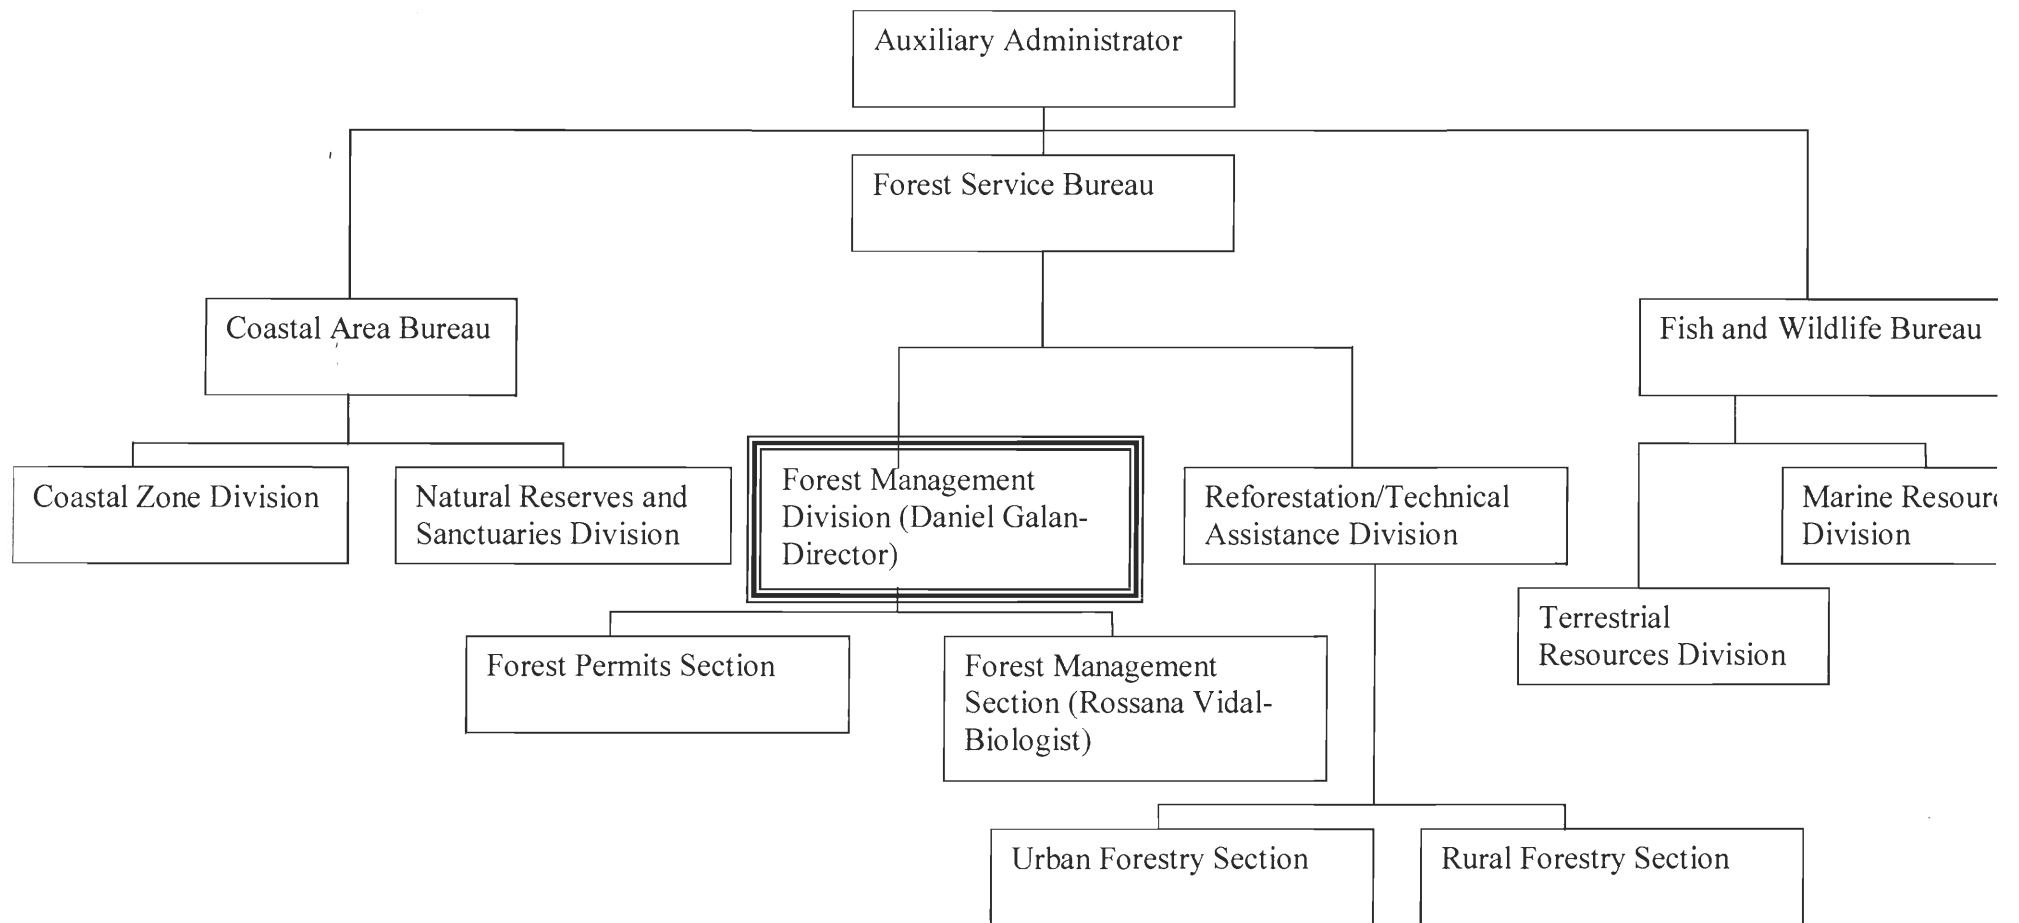 Auxiliary Administrator
Forest Service Bureau
Coastal Area Bureau
Fish and Wildlife Bureau
Coastal Zone Division
Natural Reserves and
Sanctuaries Division
Forest Management
Division (Daniel Galan-
Director)
Reforestation/Technical
Assistance Division
Marine
Division
Terrestrial
Resources Division
Forest Permits Section
Forest Management
Section (Rossana Vidal-
Biologist)
Urban Forestry Section
Rural Forestry Section